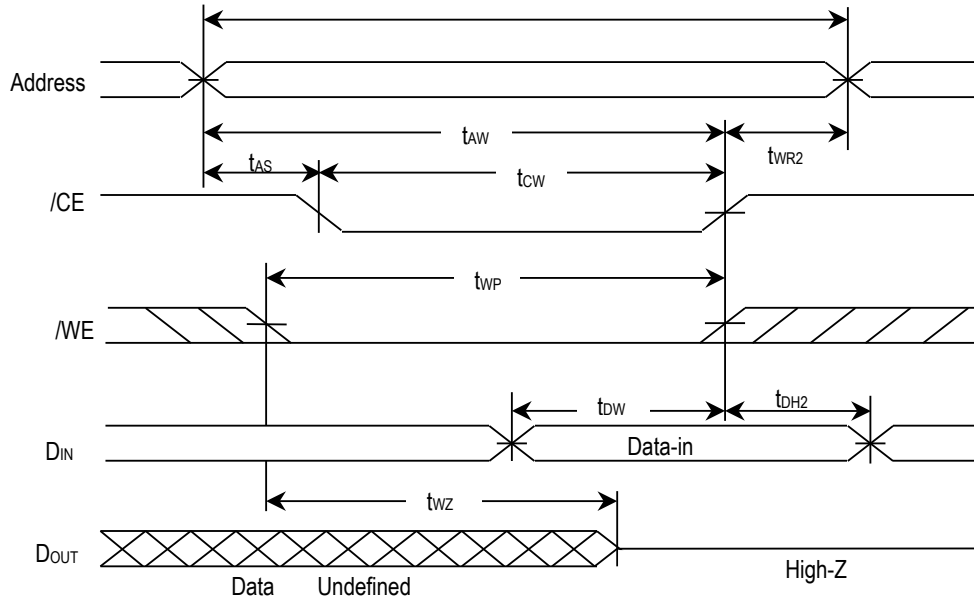 Address
tAW
tWR2
tAS
tCW
/CE
tWP
/WE
tDW
tDH2
DIN
Data-in
tWZ
DOUT
High-Z
Data Undefined